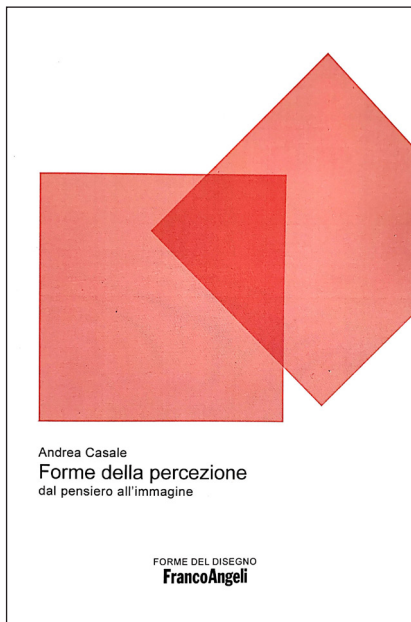 Andrea Casale
Forme della percezione
dal pensiero all'immagine
FORME DEL DISEGNO
FrancoAngeli